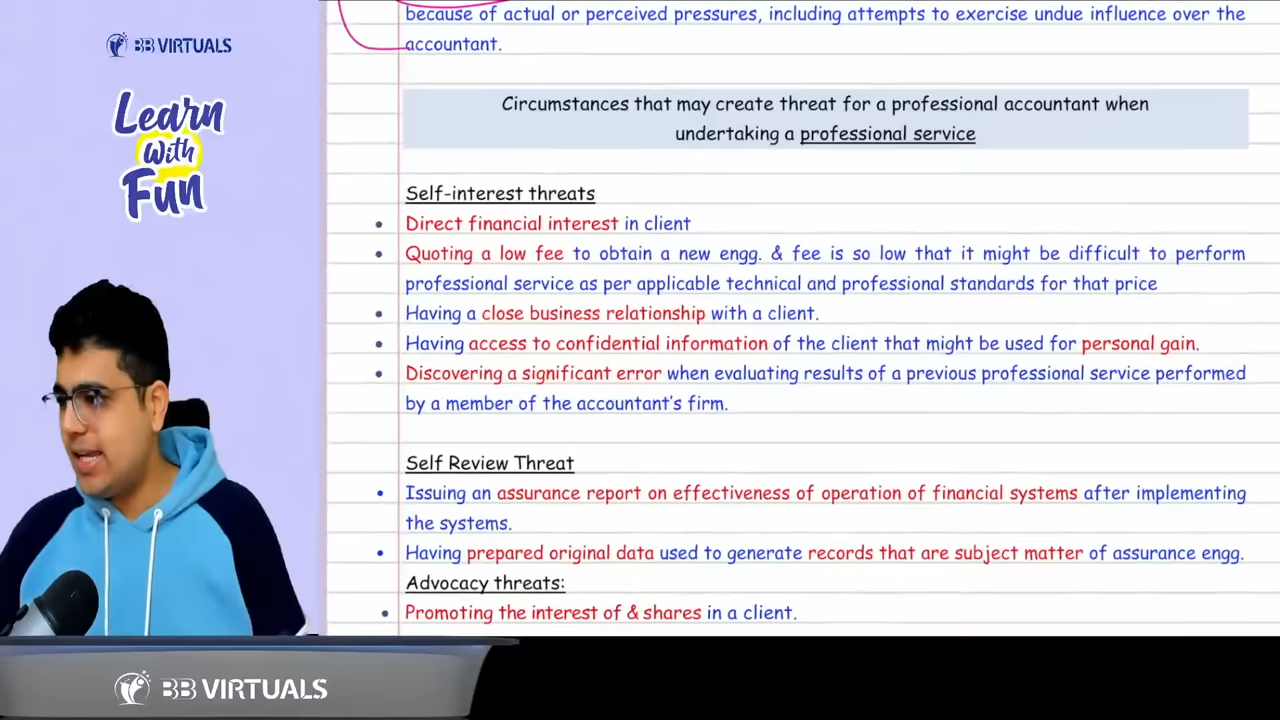 because of actual or perceived pressures, including attempts to exercise undue influence over the
accountant.
BB VIRTUALS
Learn
With
Fun
Circumstances that may create threat for a professional accountant when
undertaking a professional service
Self-interest threats
• Direct financial interest in client
• Quoting a low fee to obtain a new engg. & fee is so low that it might be difficult to perform
professional service as per applicable technical and professional standards for that price
• Having a close business relationship with a client.
• Having access to confidential information of the client that might be used for personal gain.
• Discovering a significant error when evaluating results of a previous professional service performed
by a member of the accountant's firm.
Self Review Threat
• Issuing an assurance report on effectiveness of operation of financial systems after implementing
the systems.
• Having prepared original data used to generate records that are subject matter of assurance engg.
Advocacy threats:
• Promoting the interest of & shares in a client.
BB VIRTUALS